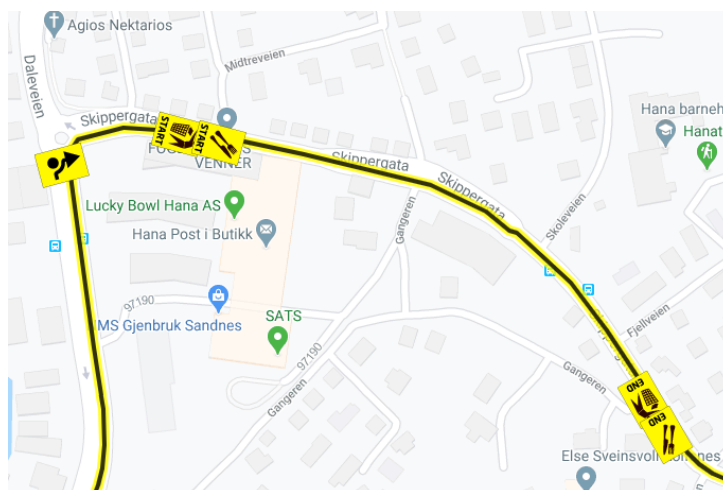 Agios Nektarios
Daleveien
Midtreveien
Skippergata
START
START
VENNER
Skippergata
Skippergata
Hana barneh
Hanat
Lucky Bowl Hana AS
Hana Post i Butikk
Gangeren
Skoleveien
97190
MS Gjenbruk Sandnes
SATS
97190
Fjellveien
Gangeren
Gangeren
END
END
Else Sveinsvoll
nes